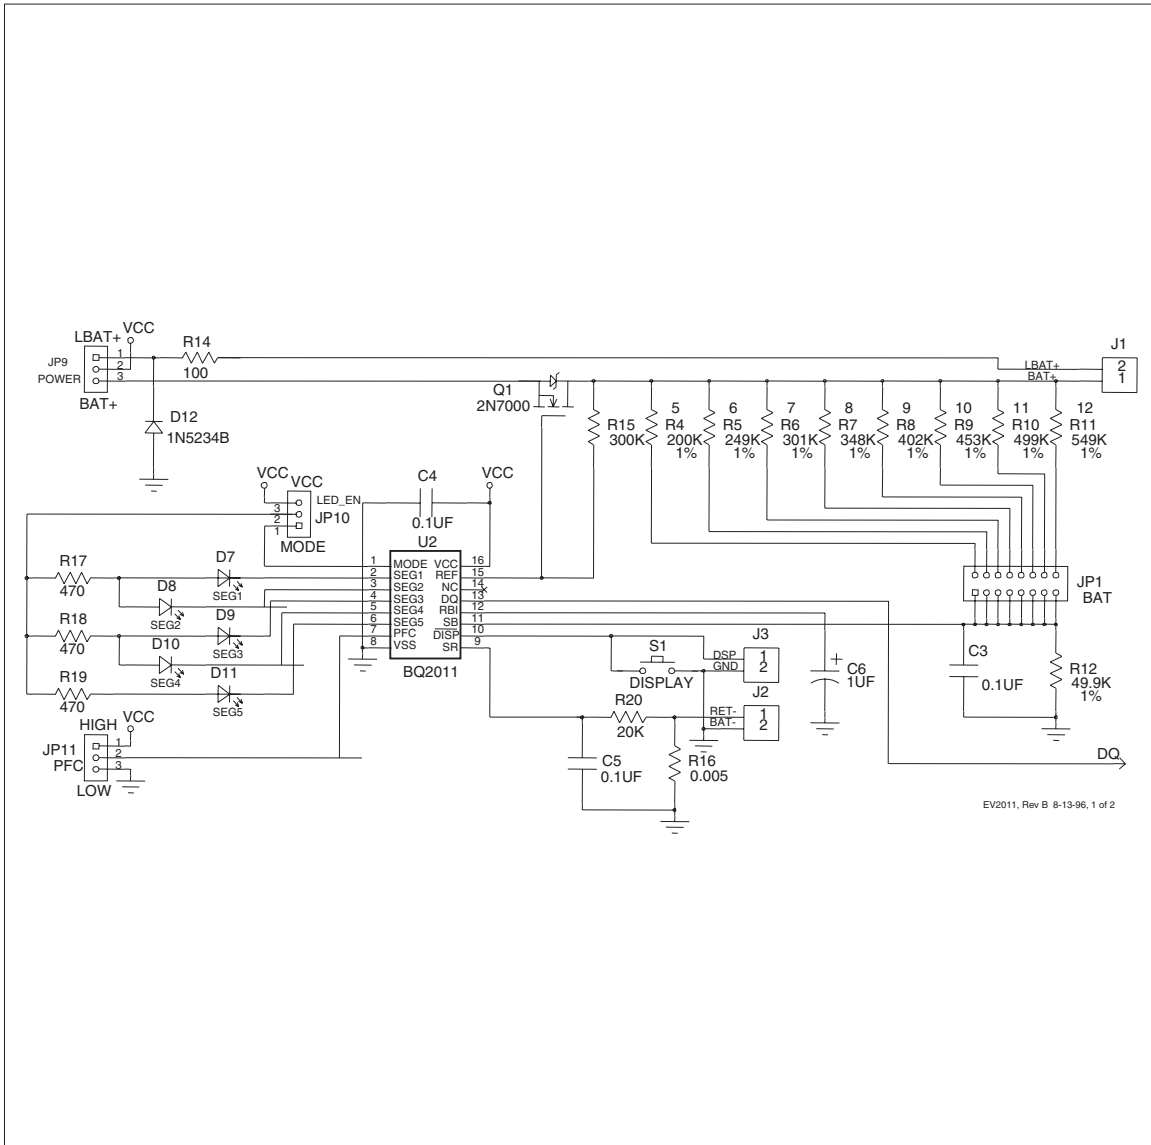 LBAT+ VCC
JP9
POWER
1
2
3
BAT+
R14
100
D12
1N5234B
Q1
2N7000
J1
LBAT+ 2
BAT+ 1
5 6 7 8 9 10 11 12
R15 R4 R5 R6 R7 R8 R9 R10 R11
300K 200K 249K 301K 348K 402K 453K 499K 549K
1% 1% 1% 1% 1% 1% 1% 1%
VCC VCC
LED_EN
3
2
1
JP10
MODE
C4
0.1UF
VCC
U2
1 MODE VCC 16
2 SEG1 REF 15
3 SEG2 NC 14
4 SEG3 DQ 13
5 SEG4 RBI 12
6 SEG5 SB 11
7 PFC DISP 10
8 VSS SR 9
BQ2011
R17
470
D7
SEG1
D8
SEG2
R18
470
D9
SEG3
D10
SEG4
R19
470
D11
SEG5
HIGH VCC
JP11
PFC
1
2
3
LOW
JP1
BAT
S1
DISPLAY
J3
DSP 1
GND 2
J2
RET- 1
BAT- 2
R20
20K
C5
0.1UF
R16
0.005
C6
+
1UF
C3
0.1UF
R12
49.9K
1%
DQ
EV2011, Rev B 8-13-96, 1 of 2